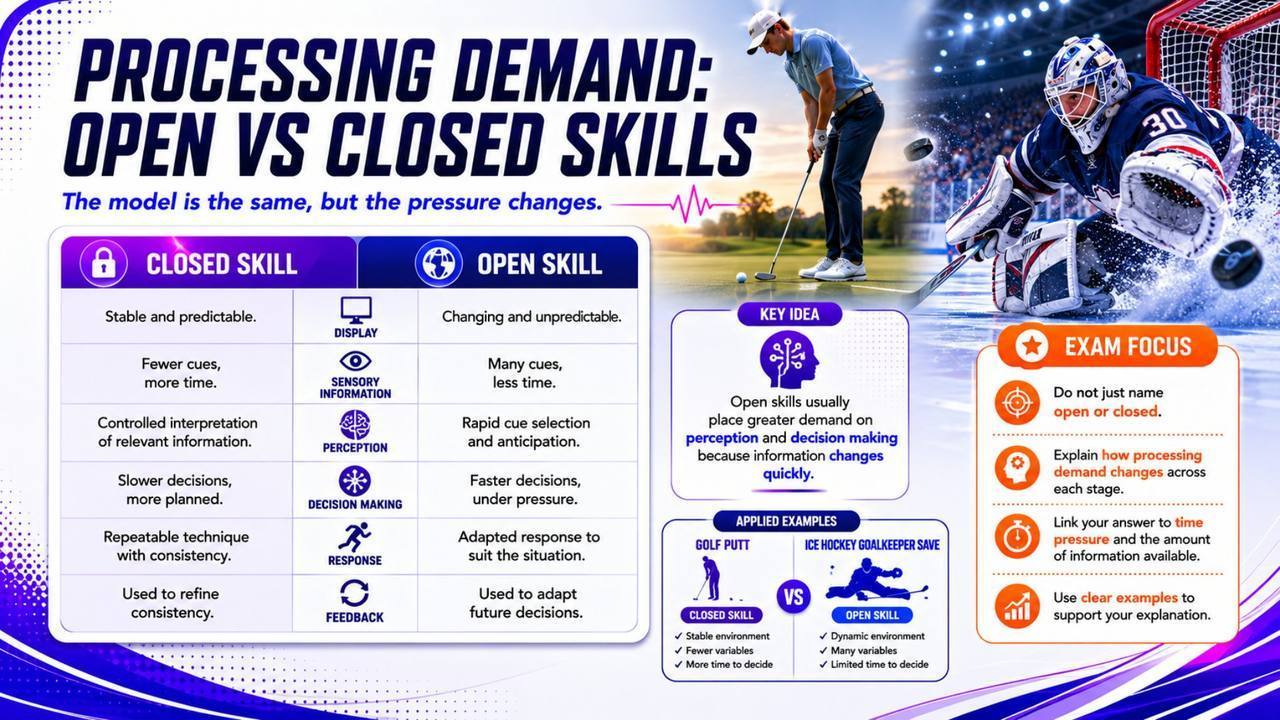 PROCESSING DEMAND:
OPEN VS CLOSED SKILLS
The model is the same, but the pressure changes.
CLOSED SKILL
OPEN SKILL
Stable and predictable.
DISPLAY
Changing and unpredictable.
Fewer cues,
more time.
SENSORY
INFORMATION
Many cues,
less time.
Controlled interpretation
of relevant information.
PERCEPTION
Rapid cue selection
and anticipation.
Slower decisions,
more planned.
DECISION MAKING
Faster decisions,
under pressure.
Repeatable technique
with consistency.
RESPONSE
Adapted response to
suit the situation.
Used to refine
consistency.
FEEDBACK
Used to adapt
future decisions.
30
KEY IDEA
Open skills usually
place greater demand on
perception and decision making
because information changes
quickly.
APPLIED EXAMPLES
GOLF PUTT
CLOSED SKILL
✓ Stable environment
✓ Fewer variables
✓ More time to decide
VS
ICE HOCKEY GOALKEEPER SAVE
OPEN SKILL
✓ Dynamic environment
✓ Many variables
✓ Limited time to decide
EXAM FOCUS
Do not just name
open or closed.
Explain how processing
demand changes across
each stage.
Link your answer to time
pressure and the amount
of information available.
Use clear examples to
support your explanation.